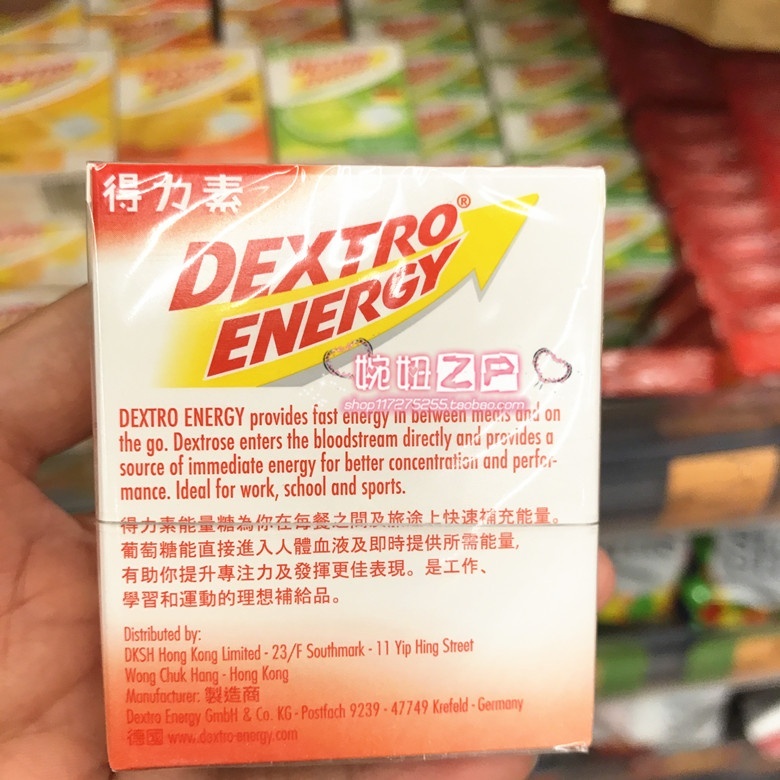 得力素
DEXTRO
ENERGY®
婉妞之户
shop117275255.taobao.com
DEXTRO ENERGY provides fast energy in between meals and on
the go. Dextrose enters the bloodstream directly and provides a
source of immediate energy for better concentration and perfor-
mance. Ideal for work, school and sports.
得力素能量糖為你在每餐之間及旅途上快速補充能量。
葡萄糖能直接進入人體血液及即時提供所需能量,
有助你提升專注力及發揮更佳表現。是工作、
學習和運動的理想補給品。
Distributed by:
DKSH Hong Kong Limited - 23/F Southmark - 11 Yip Hing Street
Wong Chuk Hang - Hong Kong
Manufacturer: 製造商
Dextro Energy GmbH & Co. KG - Postfach 9239 - 47749 Krefeld - Germany
德國 www.dextro-energy.com